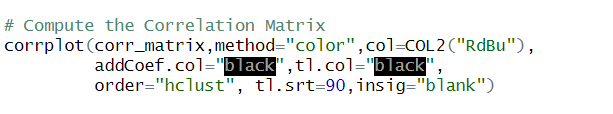 # Compute the Correlation Matrix
corrplot(corr_matrix,method="color",col=COL2("RdBu"),
addCoef.col="black",tl.col="black",
order="hclust", tl.srt=90,insig="blank")